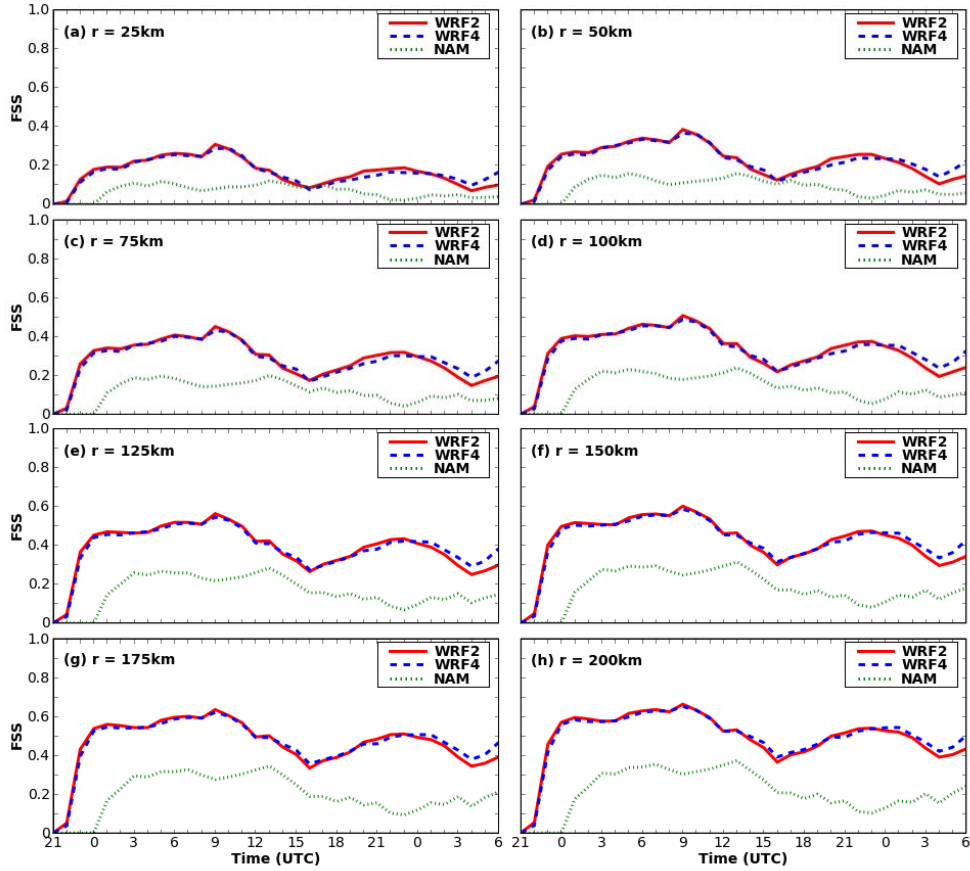 (a) r = 25km
WRF2
WRF4
NAM
1.0
0.8
0.6
0.4
0.2
0
FSS
(b) r = 50km
WRF2
WRF4
NAM
(c) r = 75km
WRF2
WRF4
NAM
1.0
0.8
0.6
0.4
0.2
0
FSS
(d) r = 100km
WRF2
WRF4
NAM
(e) r = 125km
WRF2
WRF4
NAM
1.0
0.8
0.6
0.4
0.2
0
FSS
(f) r = 150km
WRF2
WRF4
NAM
(g) r = 175km
WRF2
WRF4
NAM
1.0
0.8
0.6
0.4
0.2
0
FSS
21 0 3 6 9 12 15 18 21 0 3 6
Time (UTC)
(h) r = 200km
WRF2
WRF4
NAM
21 0 3 6 9 12 15 18 21 0 3 6
Time (UTC)